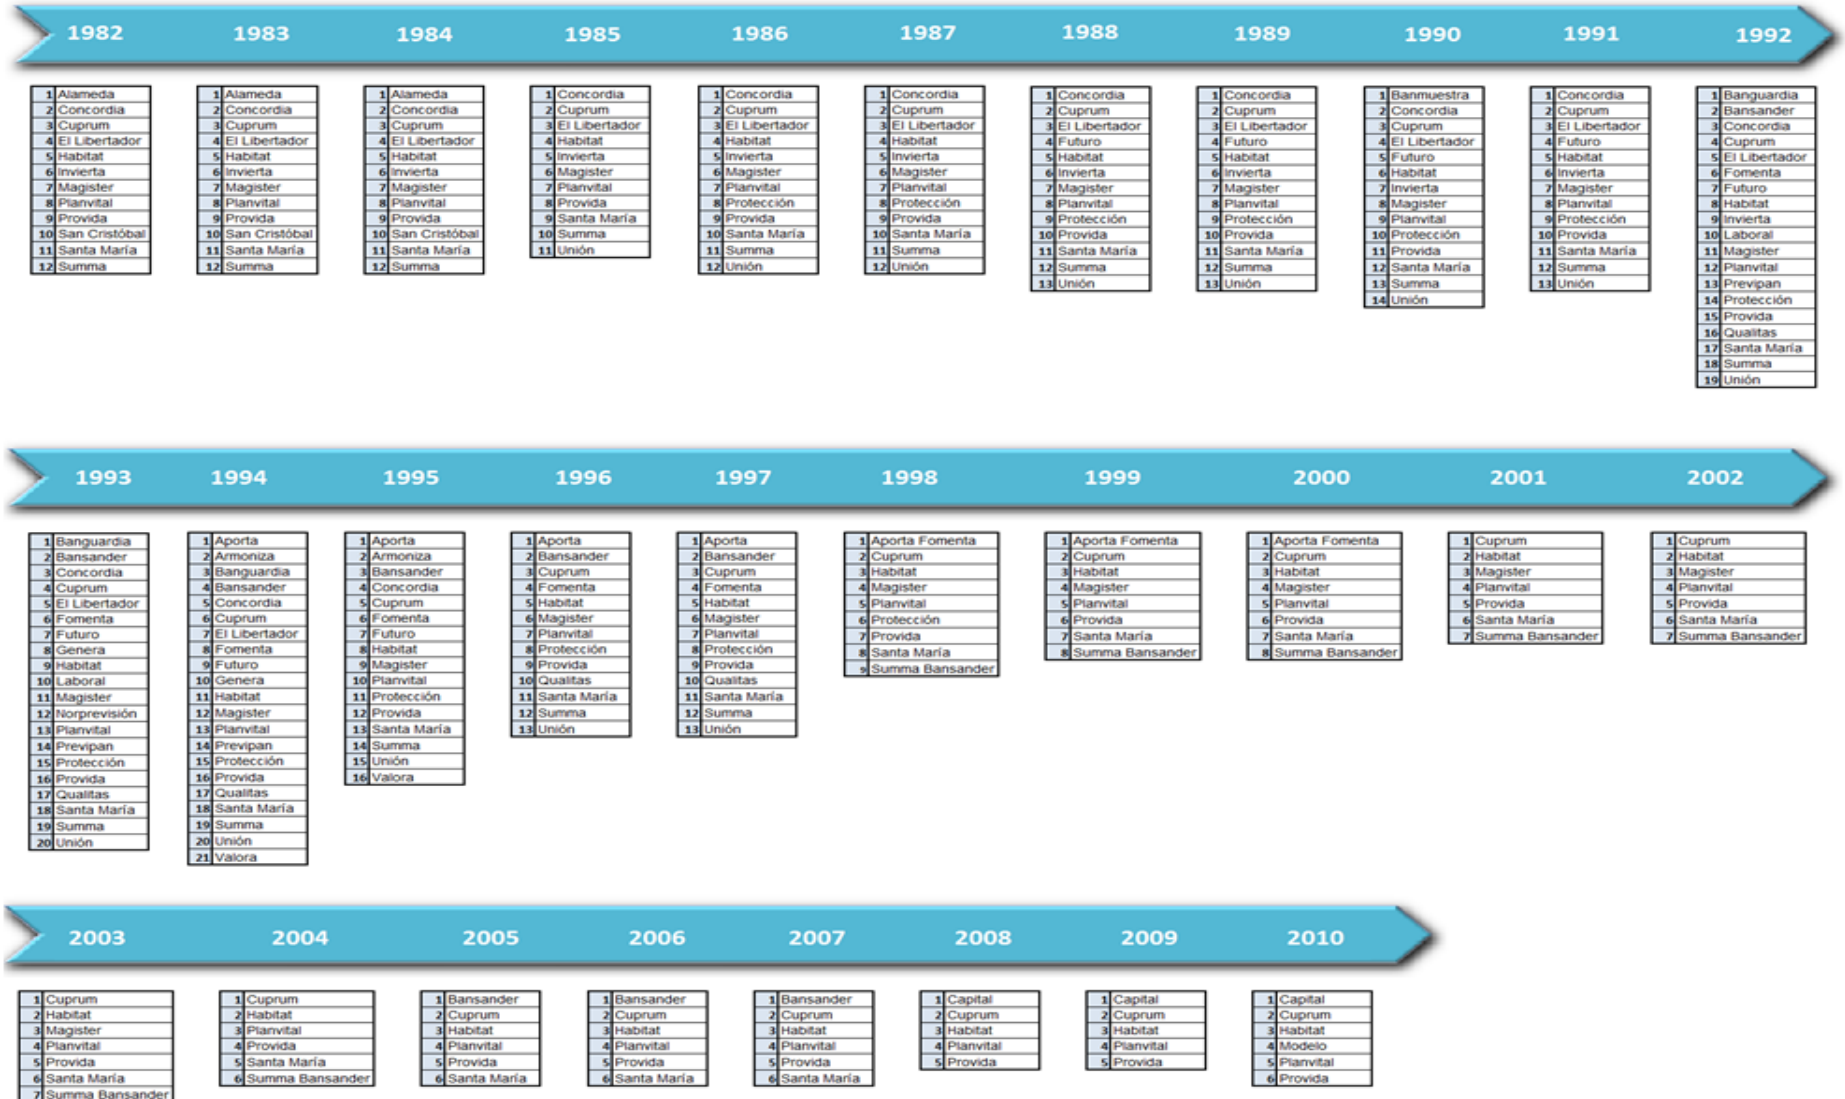 1982 1983 1984 1985 1986 1987 1988 1989 1990 1991 1992
1 Alameda
2 Concordia
3 Cuprum
4 El Libertador
5 Habitat
6 Invierta
7 Magister
8 Planvital
9 Provida
10 San Cristóbal
11 Santa María
12 Summa
1 Alameda
2 Concordia
3 Cuprum
4 El Libertador
5 Habitat
6 Invierta
7 Magister
8 Planvital
9 Provida
10 San Cristóbal
11 Santa María
12 Summa
1 Alameda
2 Concordia
3 Cuprum
4 El Libertador
5 Habitat
6 Invierta
7 Magister
8 Planvital
9 Provida
10 San Cristóbal
11 Santa María
12 Summa
1 Concordia
2 Cuprum
3 El Libertador
4 Habitat
5 Invierta
6 Magister
7 Planvital
8 Provida
9 Santa María
10 Summa
11 Unión
1 Concordia
2 Cuprum
3 El Libertador
4 Habitat
5 Invierta
6 Magister
7 Planvital
8 Protección
9 Provida
10 Santa María
11 Summa
12 Unión
1 Concordia
2 Cuprum
3 El Libertador
4 Habitat
5 Invierta
6 Magister
7 Planvital
8 Protección
9 Provida
10 Santa María
11 Summa
12 Unión
1 Concordia
2 Cuprum
3 El Libertador
4 Futuro
5 Habitat
6 Invierta
7 Magister
8 Planvital
9 Protección
10 Provida
11 Santa María
12 Summa
13 Unión
1 Concordia
2 Cuprum
3 El Libertador
4 Futuro
5 Habitat
6 Invierta
7 Magister
8 Planvital
9 Protección
10 Provida
11 Santa María
12 Summa
13 Unión
1 Banmuestra
2 Concordia
3 Cuprum
4 El Libertador
5 Futuro
6 Habitat
7 Invierta
8 Magister
9 Planvital
10 Protección
11 Provida
12 Santa María
13 Summa
14 Unión
1 Concordia
2 Cuprum
3 El Libertador
4 Futuro
5 Habitat
6 Invierta
7 Magister
8 Planvital
9 Protección
10 Provida
11 Santa María
12 Summa
13 Unión
1 Banguardia
2 Bansander
3 Concordia
4 Cuprum
5 El Libertador
6 Fomenta
7 Futuro
8 Habitat
9 Invierta
10 Laboral
11 Magister
12 Planvital
13 Previpan
14 Protección
15 Provida
16 Qualitas
17 Santa María
18 Summa
19 Unión
1993 1994 1995 1996 1997 1998 1999 2000 2001 2002
1 Banguardia
2 Bansander
3 Concordia
4 Cuprum
5 El Libertador
6 Fomenta
7 Futuro
8 Genera
9 Habitat
10 Laboral
11 Magister
12 Norprevisión
13 Planvital
14 Previpan
15 Protección
16 Provida
17 Qualitas
18 Santa María
19 Summa
20 Unión
1 Aporta
2 Armoniza
3 Banguardia
4 Bansander
5 Concordia
6 Cuprum
7 El Libertador
8 Fomenta
9 Futuro
10 Genera
11 Habitat
12 Magister
13 Planvital
14 Previpan
15 Protección
16 Provida
17 Qualitas
18 Santa María
19 Summa
20 Unión
21 Valora
1 Aporta
2 Armoniza
3 Bansander
4 Concordia
5 Cuprum
6 Fomenta
7 Futuro
8 Habitat
9 Magister
10 Planvital
11 Protección
12 Provida
13 Santa María
14 Summa
15 Unión
16 Valora
1 Aporta
2 Bansander
3 Cuprum
4 Fomenta
5 Habitat
6 Magister
7 Planvital
8 Protección
9 Provida
10 Qualitas
11 Santa María
12 Summa
13 Unión
1 Aporta
2 Bansander
3 Cuprum
4 Fomenta
5 Habitat
6 Magister
7 Planvital
8 Protección
9 Provida
10 Qualitas
11 Santa María
12 Summa
13 Unión
1 Aporta Fomenta
2 Cuprum
3 Habitat
4 Magister
5 Planvital
6 Protección
7 Provida
8 Santa María
9 Summa Bansander
1 Aporta Fomenta
2 Cuprum
3 Habitat
4 Magister
5 Planvital
6 Provida
7 Santa María
8 Summa Bansander
1 Aporta Fomenta
2 Cuprum
3 Habitat
4 Magister
5 Planvital
6 Provida
7 Santa María
8 Summa Bansander
1 Cuprum
2 Habitat
3 Magister
4 Planvital
5 Provida
6 Santa María
7 Summa Bansander
1 Cuprum
2 Habitat
3 Magister
4 Planvital
5 Provida
6 Santa María
7 Summa Bansander
2003 2004 2005 2006 2007 2008 2009 2010
1 Cuprum
2 Habitat
3 Magister
4 Planvital
5 Provida
6 Santa María
7 Summa Bansander
1 Cuprum
2 Habitat
3 Planvital
4 Provida
5 Santa María
6 Summa Bansander
1 Bansander
2 Cuprum
3 Habitat
4 Planvital
5 Provida
6 Santa María
1 Bansander
2 Cuprum
3 Habitat
4 Planvital
5 Provida
6 Santa María
1 Bansander
2 Cuprum
3 Habitat
4 Planvital
5 Provida
6 Santa María
1 Capital
2 Cuprum
3 Habitat
4 Planvital
5 Provida
1 Capital
2 Cuprum
3 Habitat
4 Planvital
5 Provida
1 Capital
2 Cuprum
3 Habitat
4 Modelo
5 Planvital
6 Provida